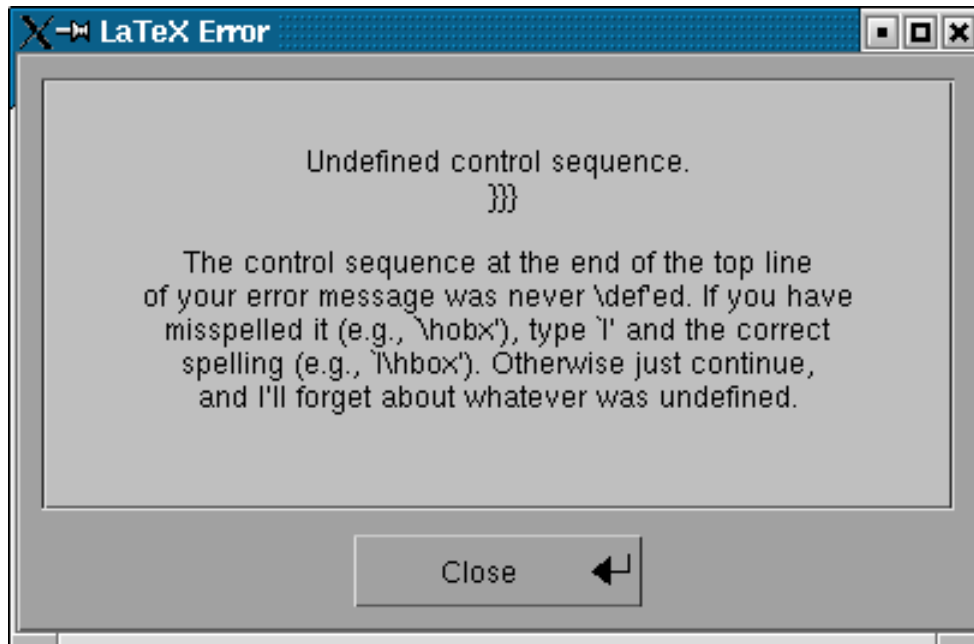 LaTeX Error
Undefined control sequence.
}}}
The control sequence at the end of the top line
of your error message was never \def'ed. If you have
misspelled it (e.g., `\hobx'), type `I' and the correct
spelling (e.g., `I\hbox'). Otherwise just continue,
and I'll forget about whatever was undefined.
Close